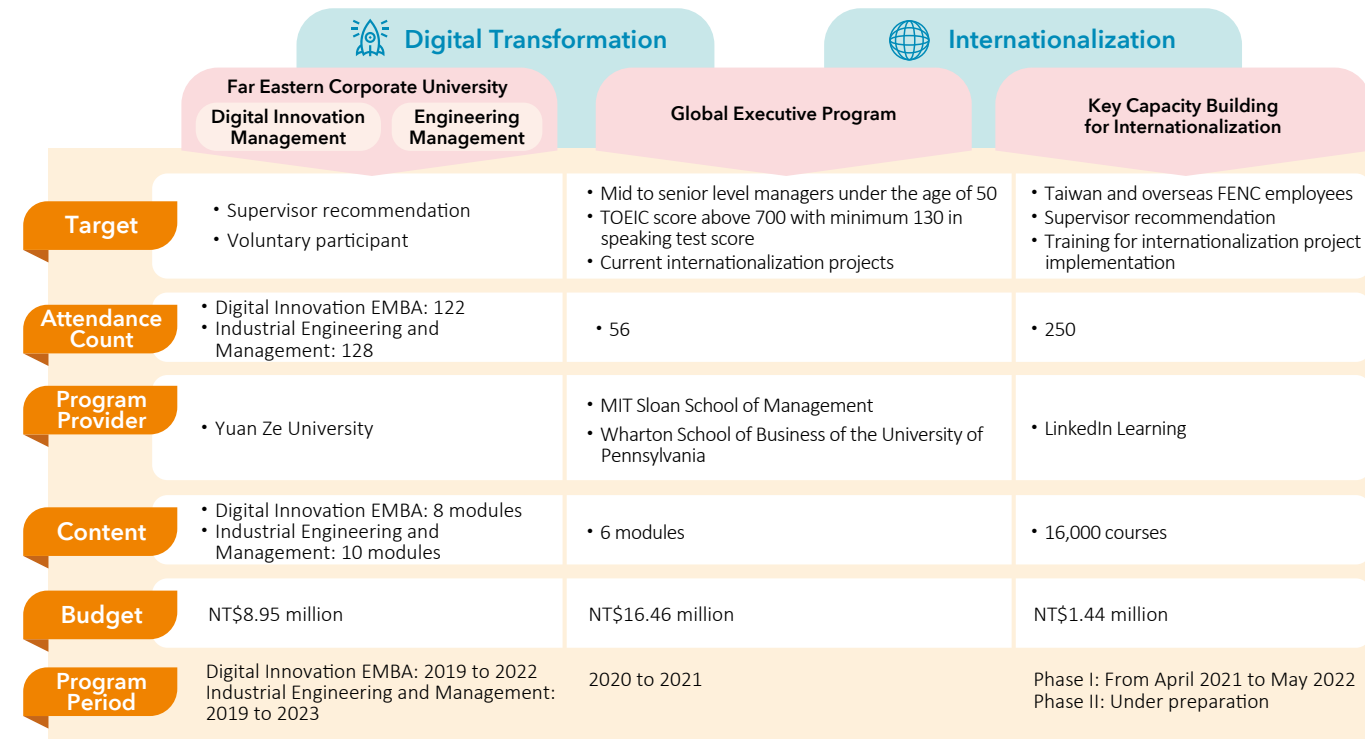 Digital Transformation
Internationalization
Far Eastern Corporate University
Digital Innovation
Management
Engineering
Management
Global Executive Program
Key Capacity Building
for Internationalization
Target
• Supervisor recommendation
• Voluntary participant
• Mid to senior level managers under the age of 50
• TOEIC score above 700 with minimum 130 in
speaking test score
• Current internationalization projects
• Taiwan and overseas FENC employees
• Supervisor recommendation
• Training for internationalization project
implementation
Attendance
Count
• Digital Innovation EMBA: 122
• Industrial Engineering and
Management: 128
• 56
• 250
Program
Provider
• Yuan Ze University
• MIT Sloan School of Management
• Wharton School of Business of the University of
Pennsylvania
• LinkedIn Learning
Content
• Digital Innovation EMBA: 8 modules
• Industrial Engineering and
Management: 10 modules
• 6 modules
• 16,000 courses
Budget
NT$8.95 million
NT$16.46 million
NT$1.44 million
Program
Period
Digital Innovation EMBA: 2019 to 2022
Industrial Engineering and Management:
2019 to 2023
2020 to 2021
Phase I: From April 2021 to May 2022
Phase II: Under preparation